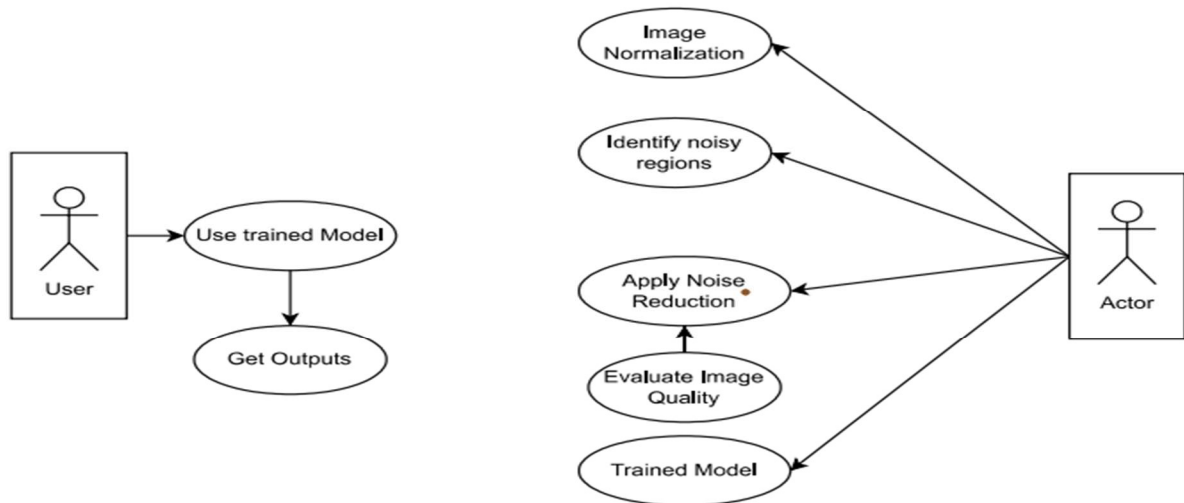 User
Use trained Model
Get Outputs
Image
Normalization
Identify noisy
regions
Apply Noise
Reduction
Evaluate Image
Quality
Trained Model
Actor